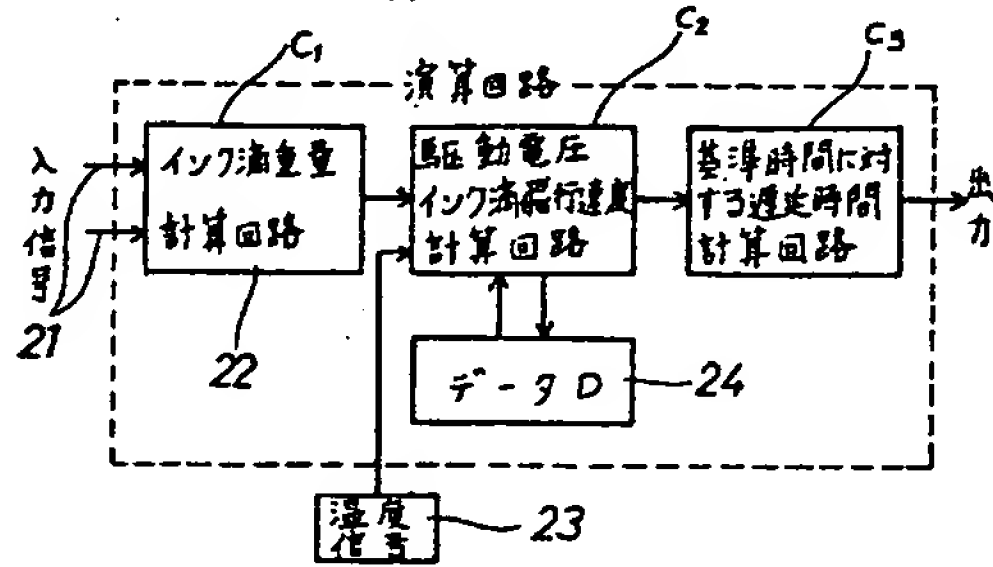 C1
C2
C3
演算回路
入力信号
21
インク滴重量
計算回路
22
駆動電圧
インク滴飛行速度
計算回路
基準時間に対
する遅延時間
計算回路
出力
データD
24
温度
信号
23